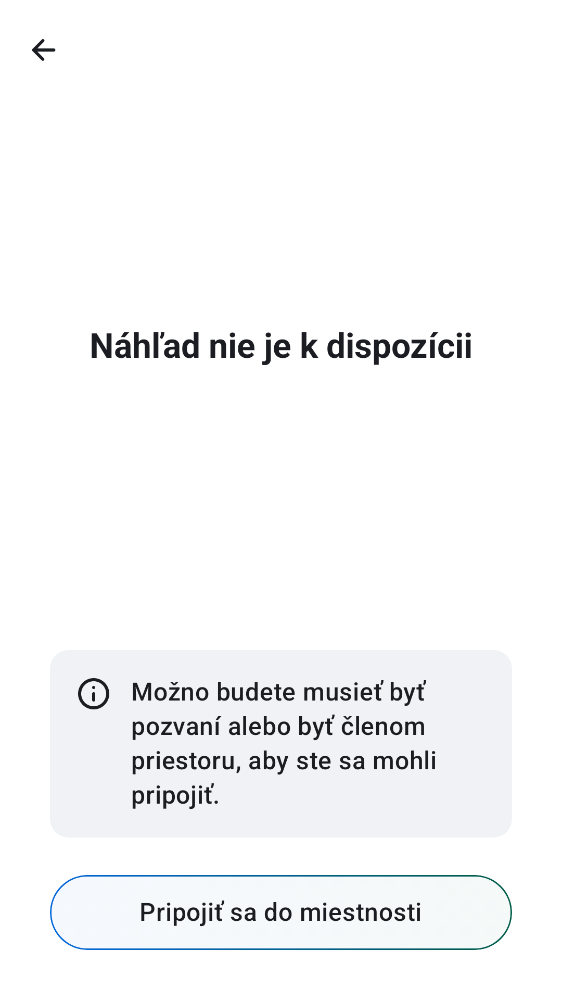 Náhľad nie je k dispozícii
Možno budete musieť byť
pozvaní alebo byť členom
priestoru, aby ste sa mohli
pripojiť.
Pripojiť sa do miestnosti